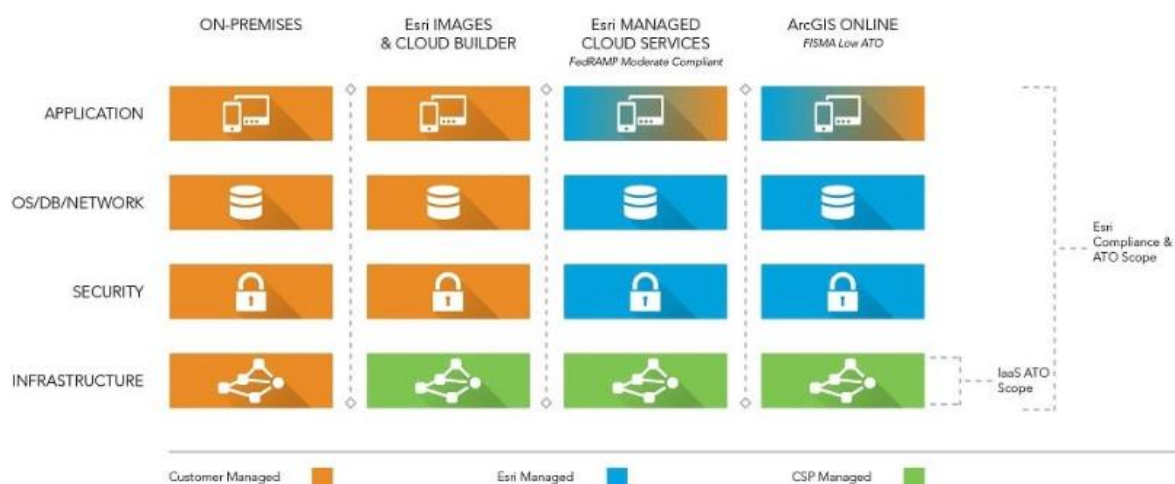 ON-PREMISES
Esri IMAGES
& CLOUD BUILDER
Esri MANAGED
CLOUD SERVICES
FedRAMP Moderate Compliant
ArcGIS ONLINE
FISMA Low ATO
APPLICATION
OS/DB/NETWORK
SECURITY
INFRASTRUCTURE
Esri
Compliance &
ATO Scope
IaaS ATO
Scope
Customer Managed
Esri Managed
CSP Managed